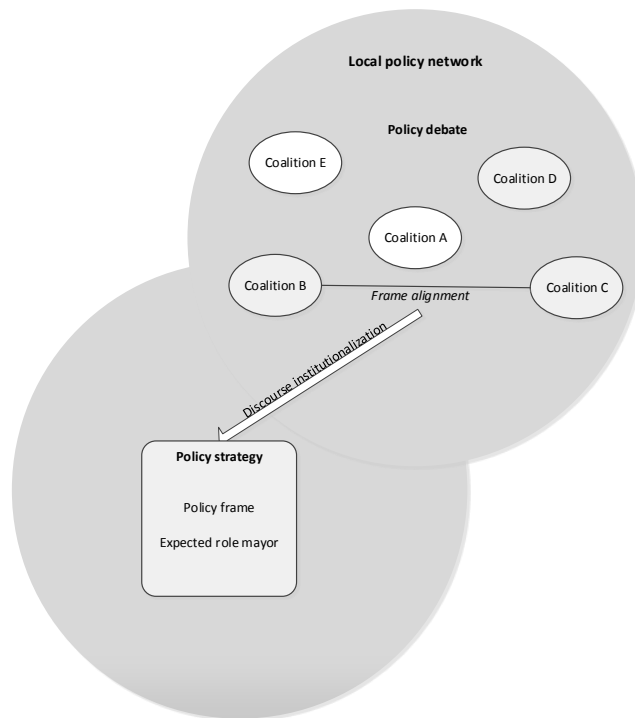 Local policy network
Policy debate
Coalition E
Coalition D
Coalition A
Coalition B
Coalition C
Frame alignment
Discourse institutionalization
Policy strategy
Policy frame
Expected role mayor